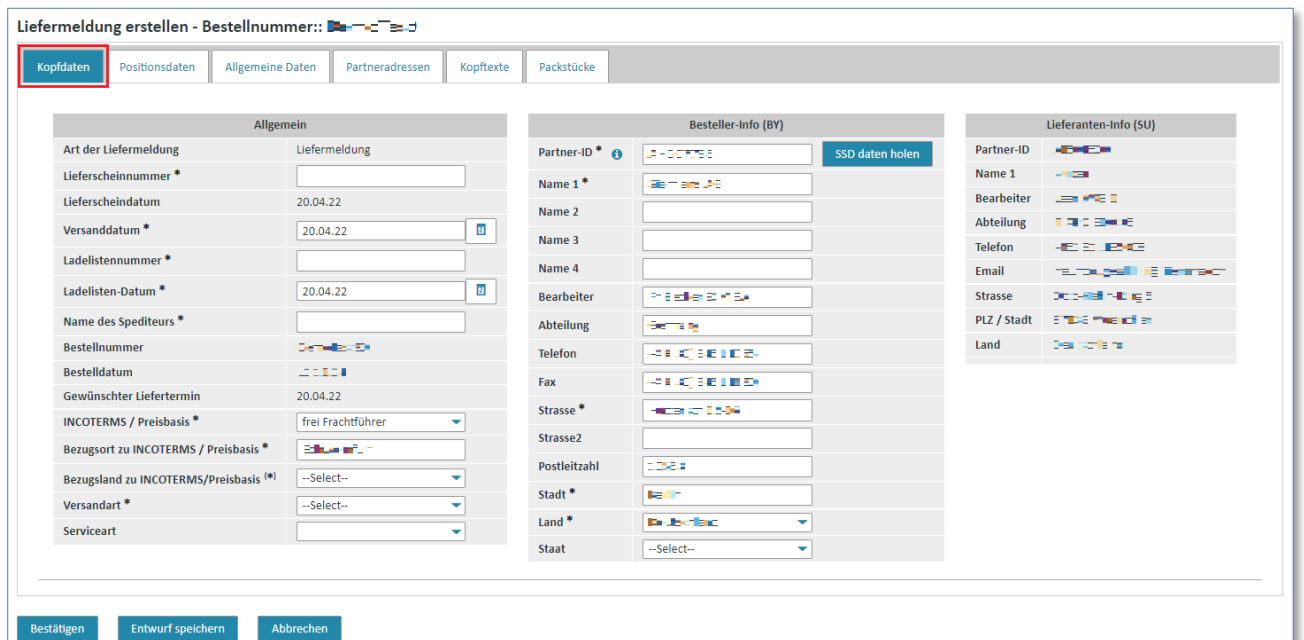 Liefermeldung erstellen - Bestellnummer::
Kopfdaten Positionsdaten Allgemeine Daten Partneradressen Kopftexte Packstücke
Allgemein
Art der Liefermeldung Liefermeldung
Lieferscheinnummer *
Lieferscheindatum 20.04.22
Versanddatum * 20.04.22
Ladelistennummer *
Ladelisten-Datum * 20.04.22
Name des Spediteurs *
Bestellnummer
Bestelldatum
Gewünschter Liefertermin 20.04.22
INCOTERMS / Preisbasis * frei Frachtführer
Bezugsort zu INCOTERMS / Preisbasis *
Bezugsland zu INCOTERMS/Preisbasis (*) --Select--
Versandart * --Select--
Serviceart
Besteller-Info (BY)
Partner-ID * SSD daten holen
Name 1 *
Name 2
Name 3
Name 4
Bearbeiter
Abteilung
Telefon
Fax
Strasse *
Strasse2
Postleitzahl
Stadt *
Land *
Staat --Select--
Lieferanten-Info (SU)
Partner-ID
Name 1
Bearbeiter
Abteilung
Telefon
Email
Strasse
PLZ / Stadt
Land
Bestätigen Entwurf speichern Abbrechen